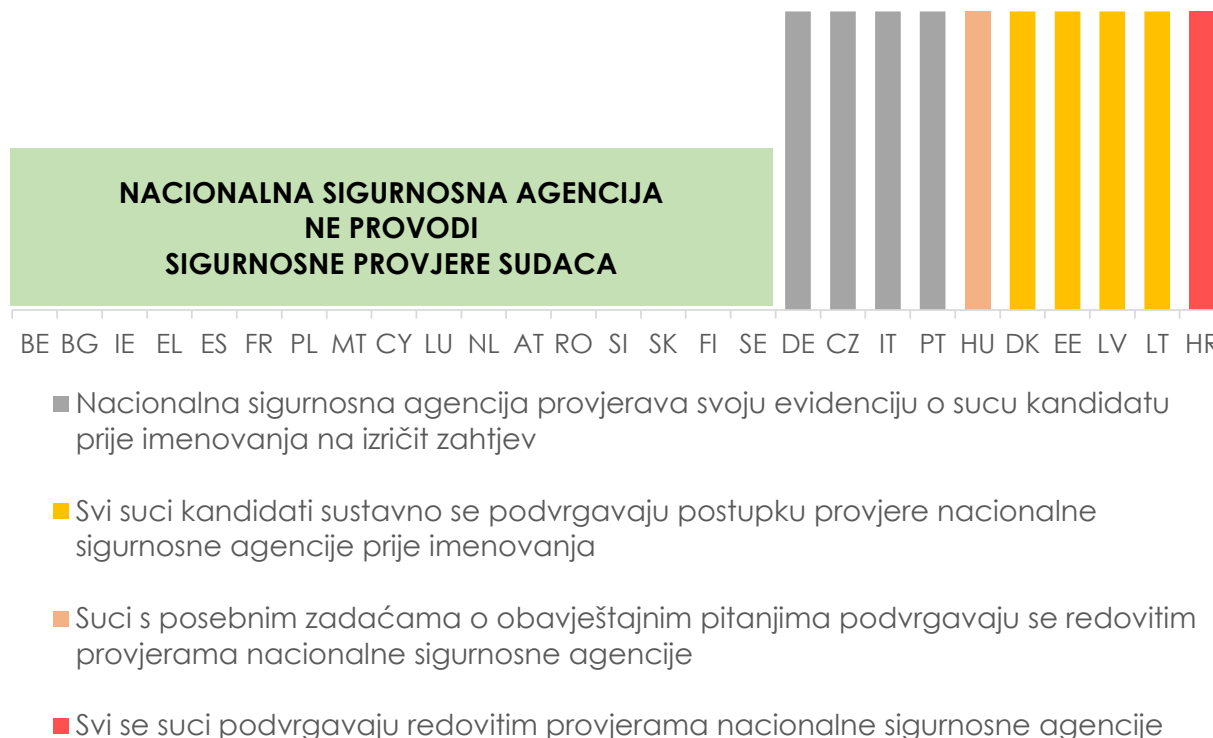 NACIONALNA SIGURNOSNA AGENCIJA
NE PROVODI
SIGURNOSNE PROVJERE SUDACA
BE BG IE EL ES FR PL MT CY LU NL AT RO SI SK FI SE DE CZ IT PT HU DK EE LV LT HR
Nacionalna sigurnosna agencija provjerava svoju evidenciju o sucu kandidatu
prije imenovanja na izričit zahtjev
Svi suci kandidati sustavno se podvrgavaju postupku provjere nacionalne
sigurnosne agencije prije imenovanja
Suci s posebnim zadaćama o obavještajnim pitanjima podvrgavaju se redovitim
provjerama nacionalne sigurnosne agencije
Svi se suci podvrgavaju redovitim provjerama nacionalne sigurnosne agencije